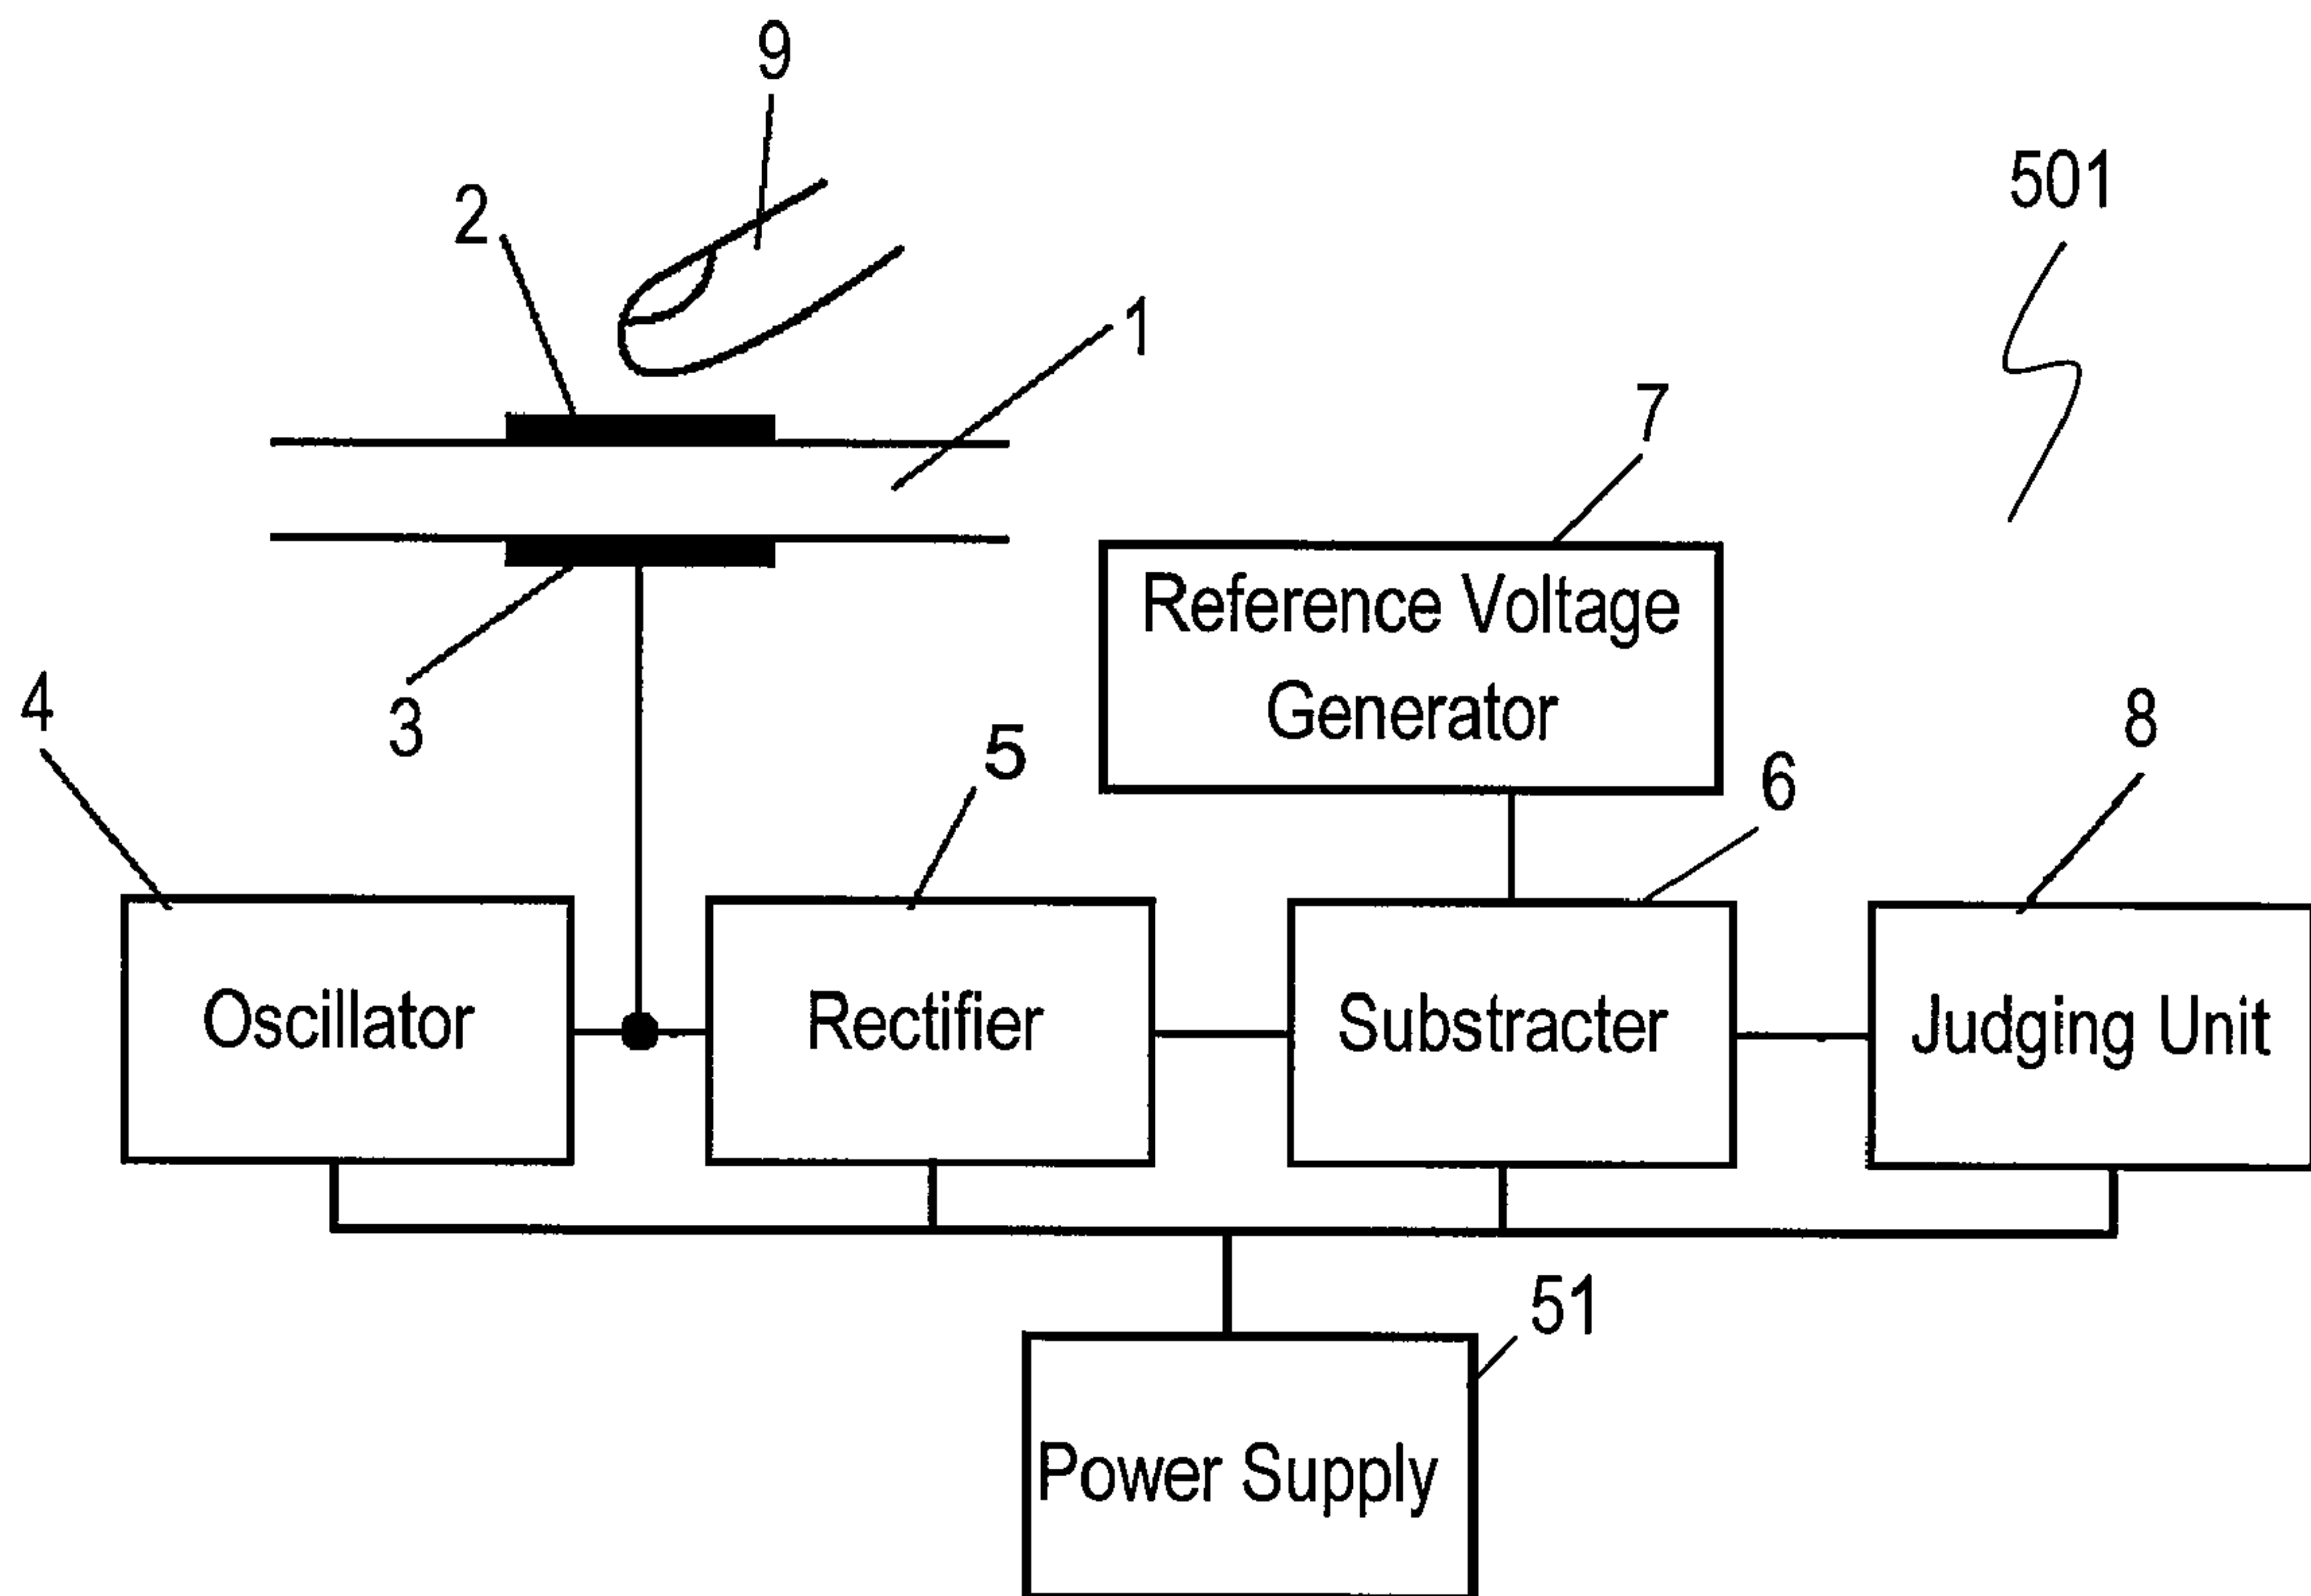 9
2
501
1
7
Reference Voltage
Generator
3
4
5
6
8
Oscillator
Rectifier
Substracter
Judging Unit
51
Power Supply